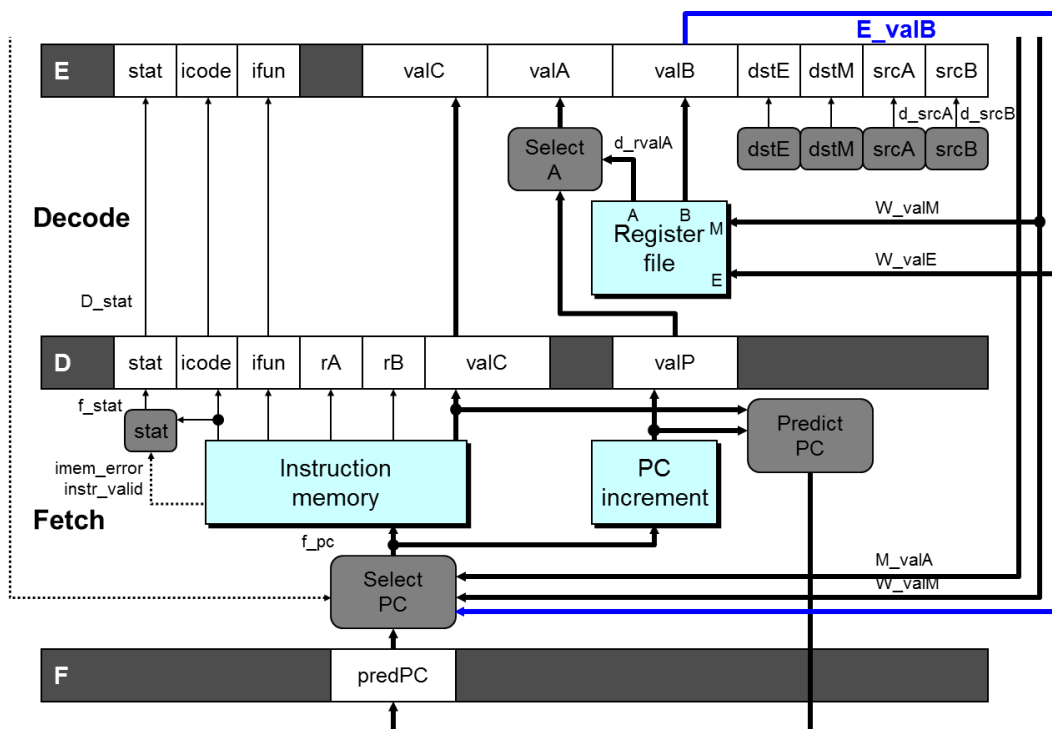 E_valB
E stat icode ifun valC valA valB dstE dstM srcA srcB
d_srcA d_srcB
Select
A
d_rvalA
dstE dstM srcA srcB
Decode
A B
M
Register
file
E
W_valM
W_valE
D_stat
D stat icode ifun rA rB valC valP
f_stat
stat
Predict
PC
imem_error
instr_valid
Instruction
memory
PC
increment
Fetch
f_pc
M_valA
W_valM
Select
PC
F predPC